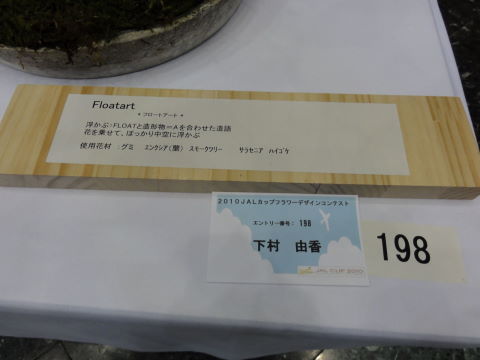 Floatart
* フロートアート *
浮かぶ:FLOATと造形物=Aを合わせた造語
花を乗せて、ぽっかり中空に浮かぶ
使用花材:グミ ミンクシア(蘭) スモークツリー サラセニア ハイゴケ
2010JALカップフラワーデザインコンテスト
エントリー番号: 198
下村 由香
JAL CUP 2010
198